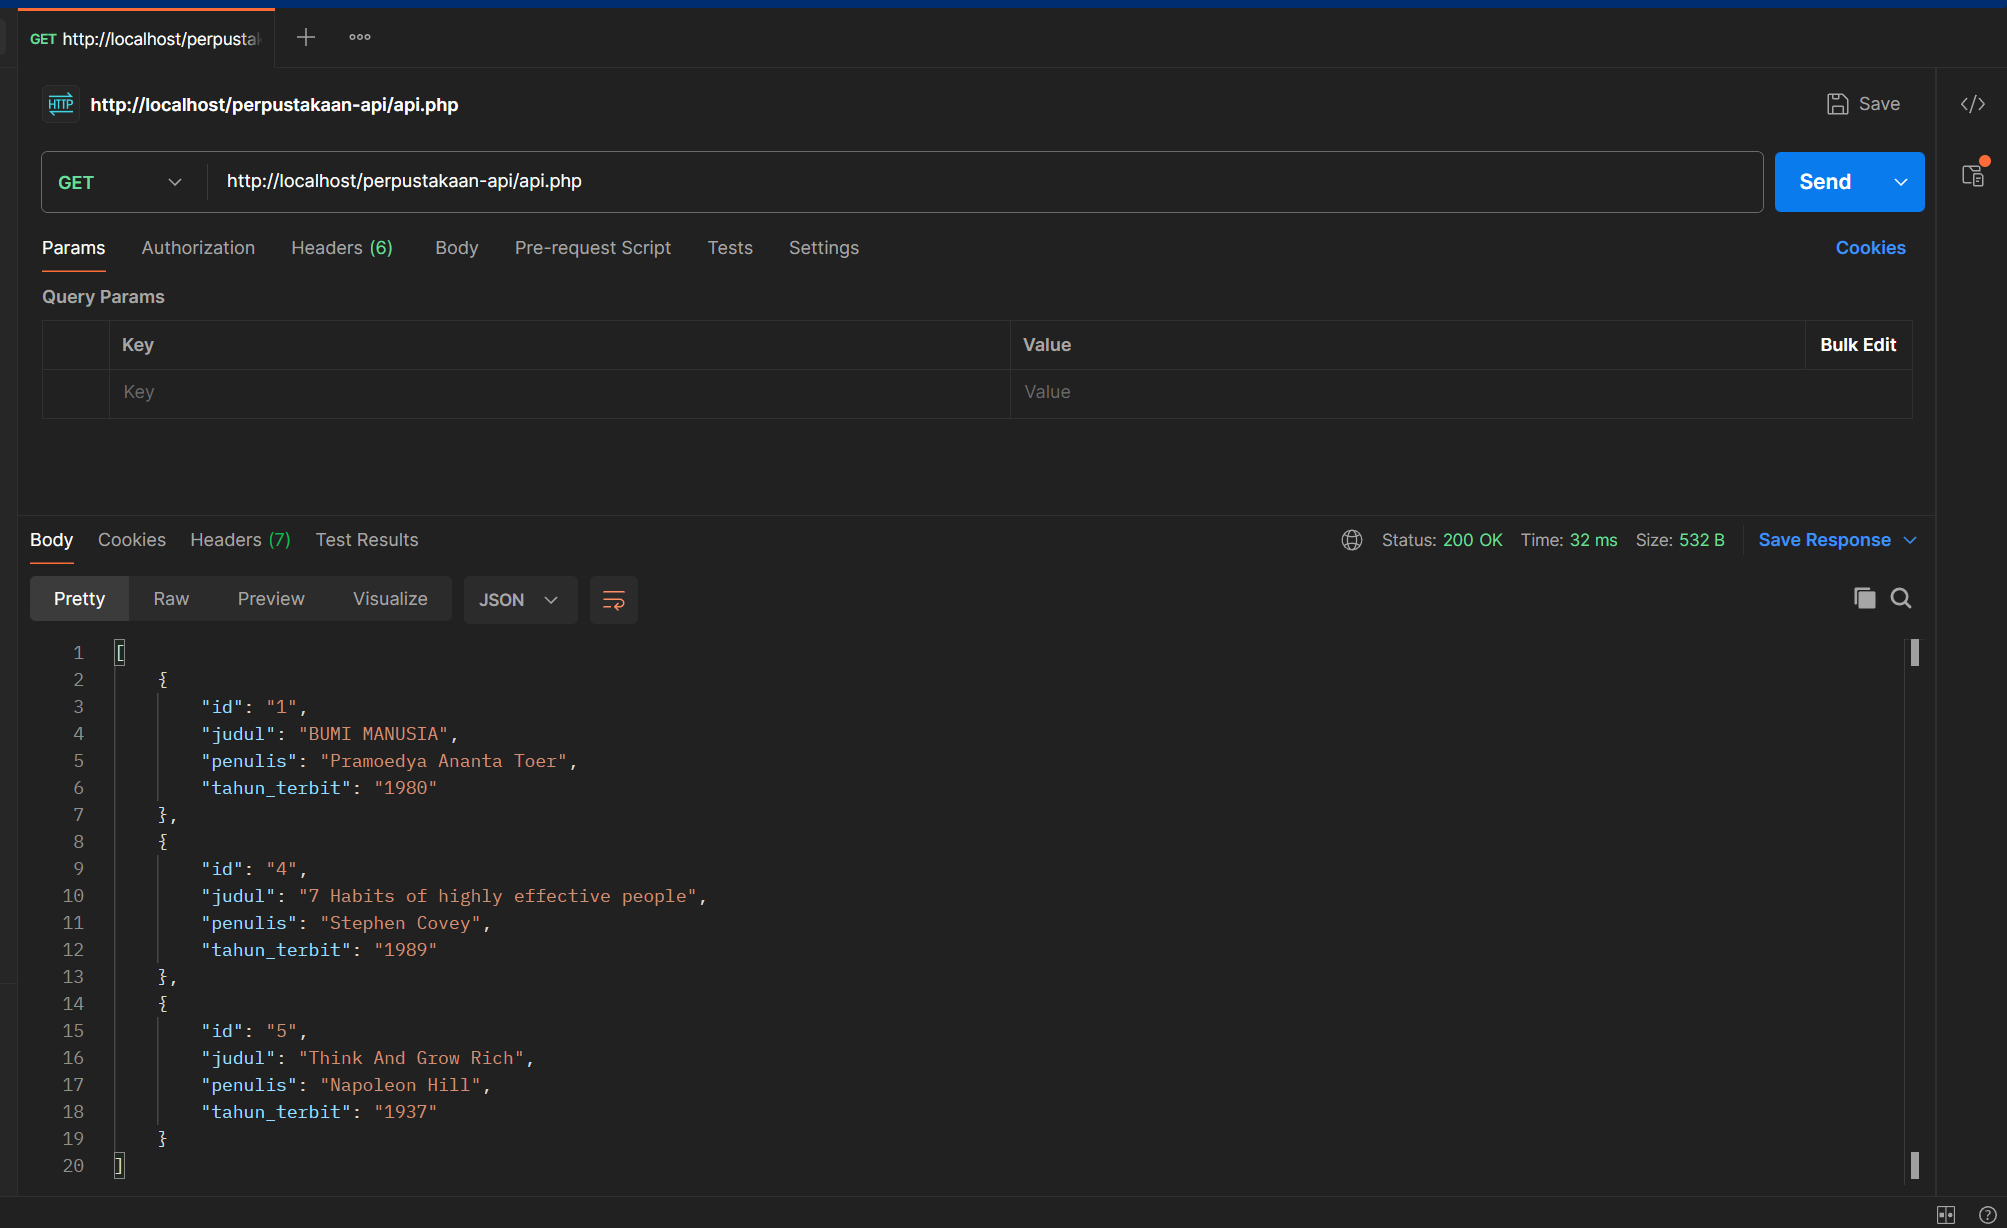 GET http://localhost/perpustak
http://localhost/perpustakaan-api/api.php
Save
GET http://localhost/perpustakaan-api/api.php
Send
Params Authorization Headers (6) Body Pre-request Script Tests Settings Cookies
Query Params
Key Value Bulk Edit
Key Value
Body Cookies Headers (7) Test Results Status: 200 OK Time: 32 ms Size: 532 B Save Response
Pretty Raw Preview Visualize JSON
1 [
2 {
3 "id": "1",
4 "judul": "BUMI MANUSIA",
5 "penulis": "Pramoedya Ananta Toer",
6 "tahun_terbit": "1980"
7 },
8 {
9 "id": "4",
10 "judul": "7 Habits of highly effective people",
11 "penulis": "Stephen Covey",
12 "tahun_terbit": "1989"
13 },
14 {
15 "id": "5",
16 "judul": "Think And Grow Rich",
17 "penulis": "Napoleon Hill",
18 "tahun_terbit": "1937"
19 }
20 ]